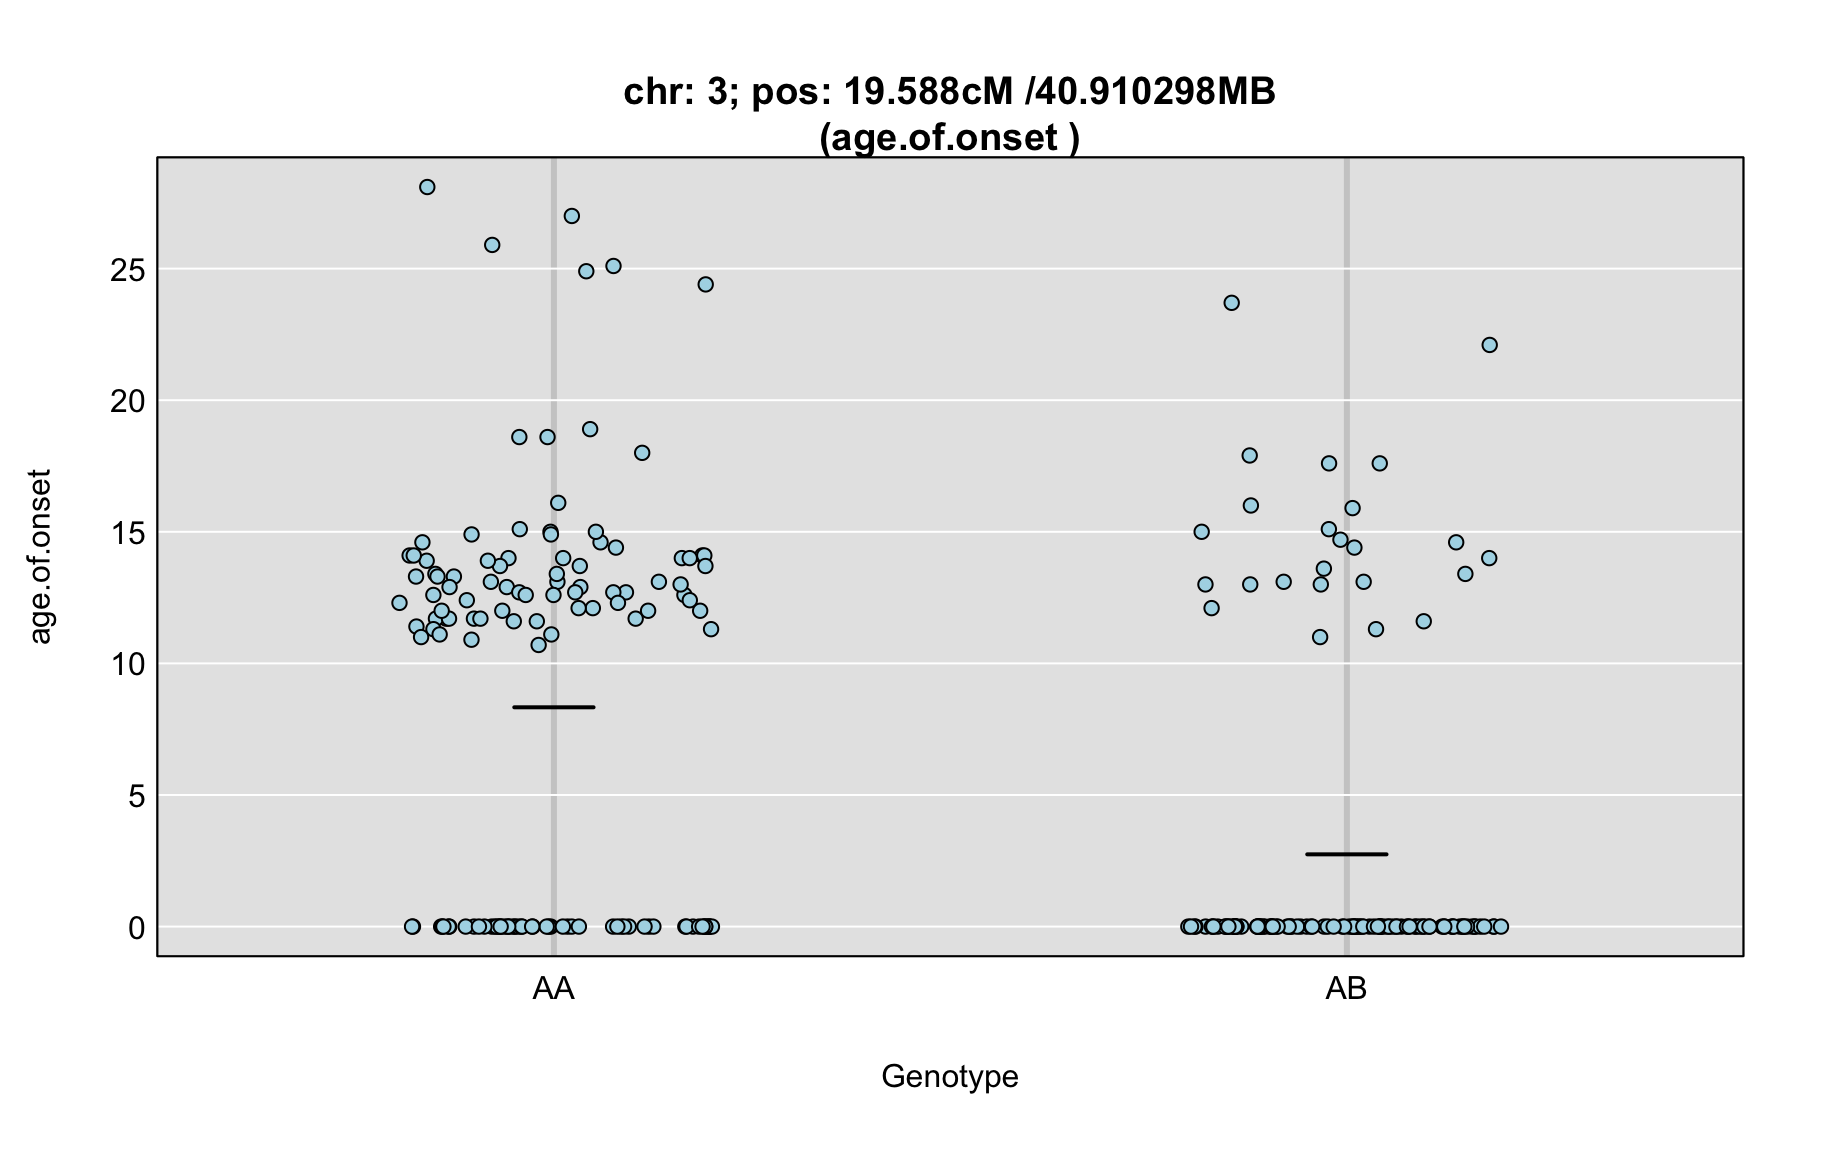 chr: 3; pos: 19.588cM /40.910298MB
(age.of.onset )
age.of.onset
25
20
15
10
5
0
AA
AB
Genotype